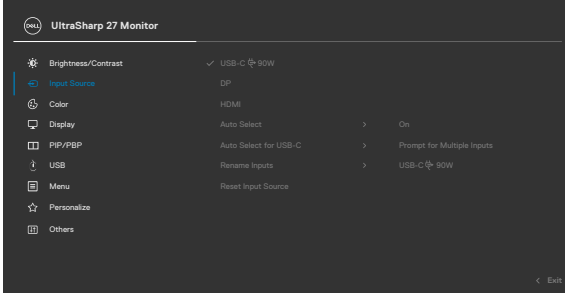 DELL UltraSharp 27 Monitor
Brightness/Contrast
USB-C 90W
Input Source
DP
Color
HDMI
Display
Auto Select > On
PIP/PBP
Auto Select for USB-C > Prompt for Multiple Inputs
USB
Rename Inputs > USB-C 90W
Menu
Reset Input Source
Personalize
Others
< Exit